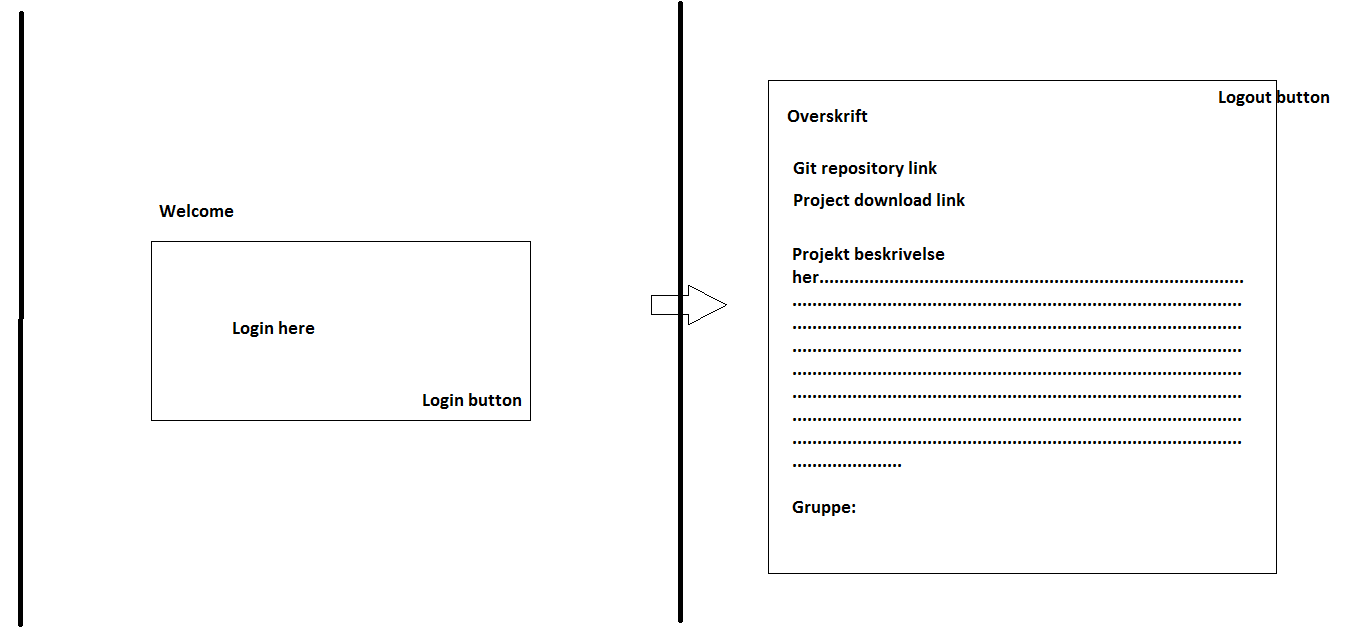 Welcome
Login here
Login button
Logout button
Overskrift
Git repository link
Project download link
Projekt beskrivelse
her.....................................................................................
..........................................................................................
..........................................................................................
..........................................................................................
..........................................................................................
..........................................................................................
..........................................................................................
..........................................................................................
......................
Gruppe: